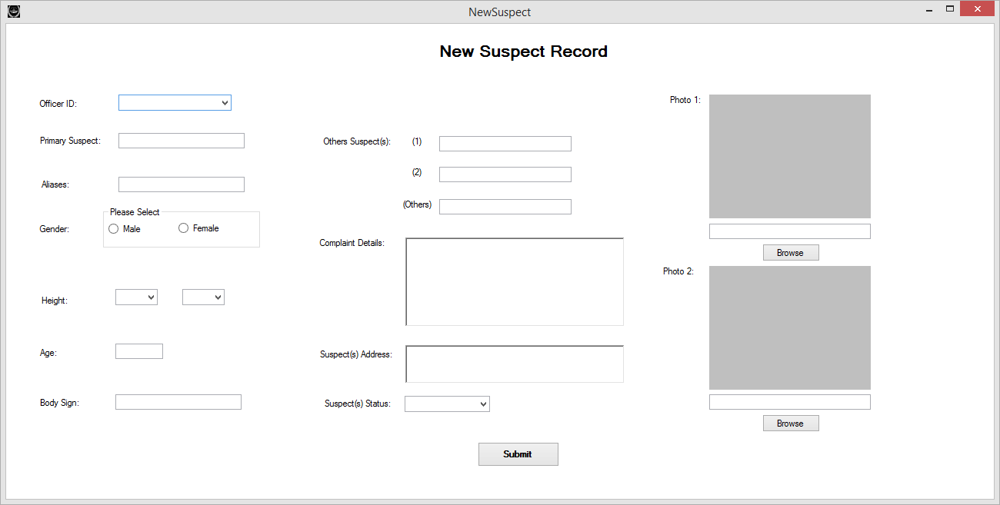 NewSuspect
New Suspect Record
Officer ID:
Primary Suspect:
Aliases:
Gender:
Please Select
Male
Female
Height:
Age:
Body Sign:
Others Suspect(s):
(1)
(2)
(Others)
Complaint Details:
Suspect(s) Address:
Suspect(s) Status:
Submit
Photo 1:
Browse
Photo 2:
Browse